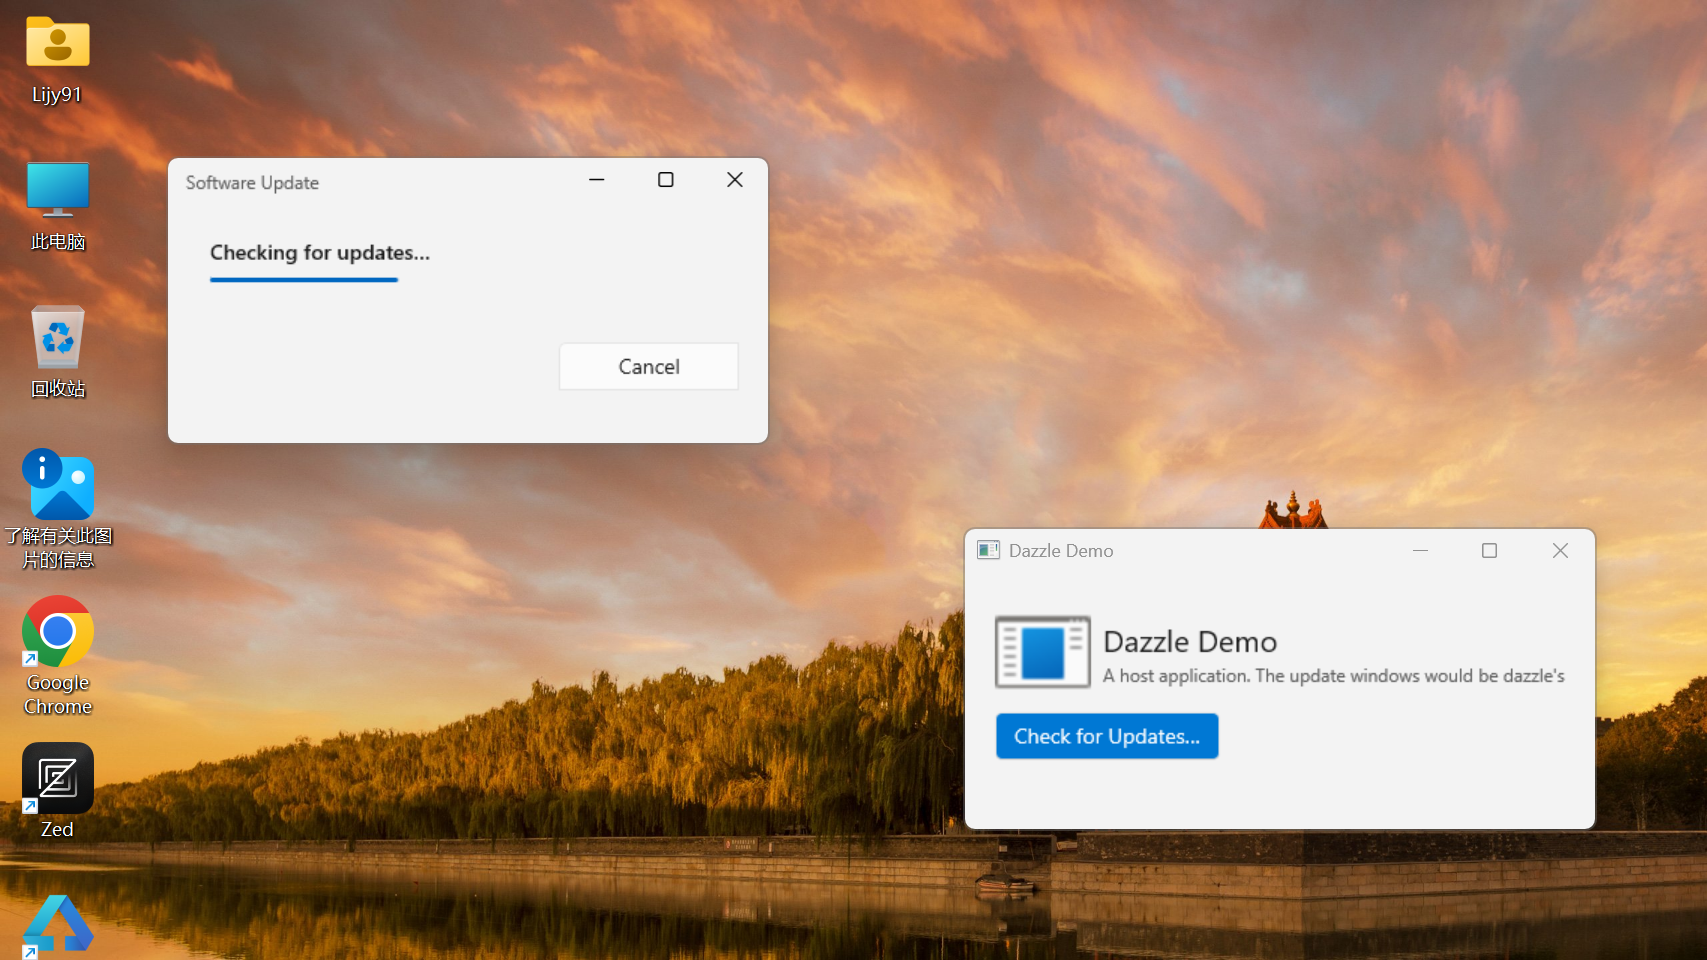 Lijy91
此电脑
回收站
了解有关此图
片的信息
Google
Chrome
Zed
Software Update
Checking for updates...
Cancel
Dazzle Demo
Dazzle Demo
A host application. The update windows would be dazzle's
Check for Updates...